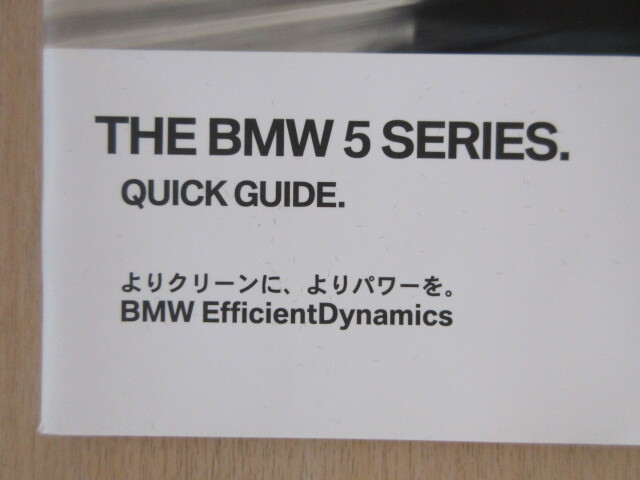 THE BMW 5 SERIES.
QUICK GUIDE.
よりクリーンに、よりパワーを。
BMW EfficientDynamics